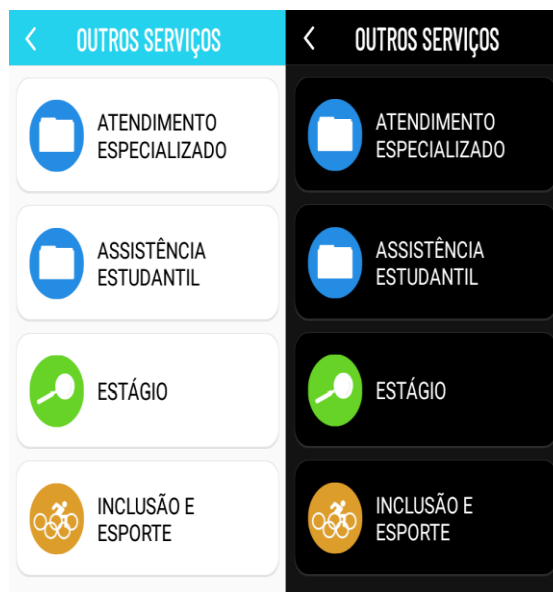 OUTROS SERVIÇOS
ATENDIMENTO
ESPECIALIZADO
ASSISTÊNCIA
ESTUDANTIL
ESTÁGIO
INCLUSÃO E
ESPORTE
OUTROS SERVIÇOS
ATENDIMENTO
ESPECIALIZADO
ASSISTÊNCIA
ESTUDANTIL
ESTÁGIO
INCLUSÃO E
ESPORTE